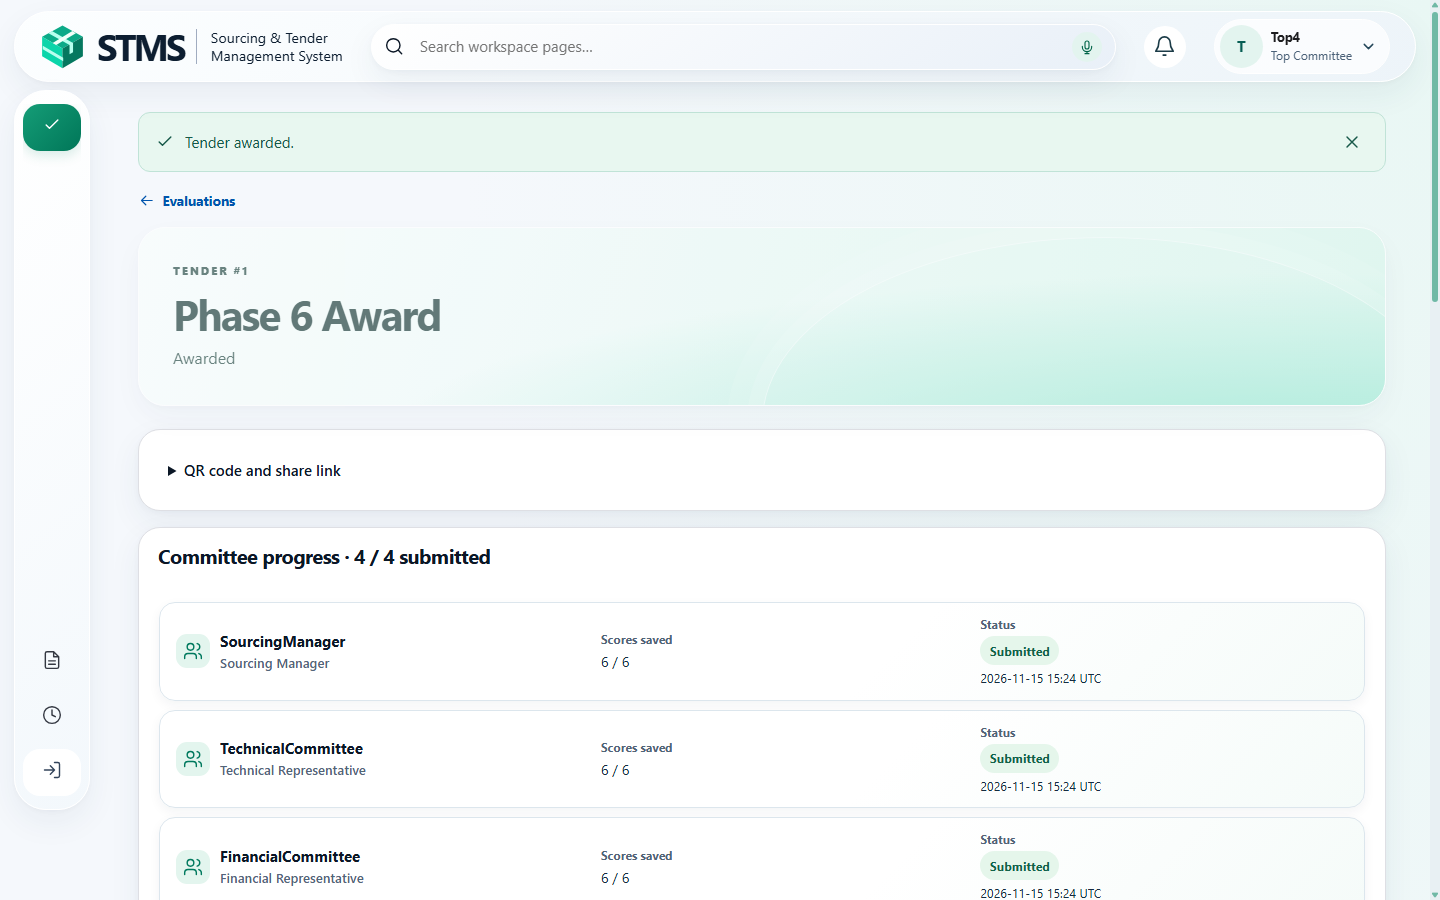 STMS
Sourcing & Tender
Management System
Search workspace pages...
T
Top4
Top Committee
Tender awarded.
Evaluations
TENDER #1
Phase 6 Award
Awarded
QR code and share link
Committee progress · 4 / 4 submitted
SourcingManager
Sourcing Manager
Scores saved
6 / 6
Status
Submitted
2026-11-15 15:24 UTC
TechnicalCommittee
Technical Representative
Scores saved
6 / 6
Status
Submitted
2026-11-15 15:24 UTC
FinancialCommittee
Financial Representative
Scores saved
6 / 6
Status
Submitted
2026-11-15 15:24 UTC